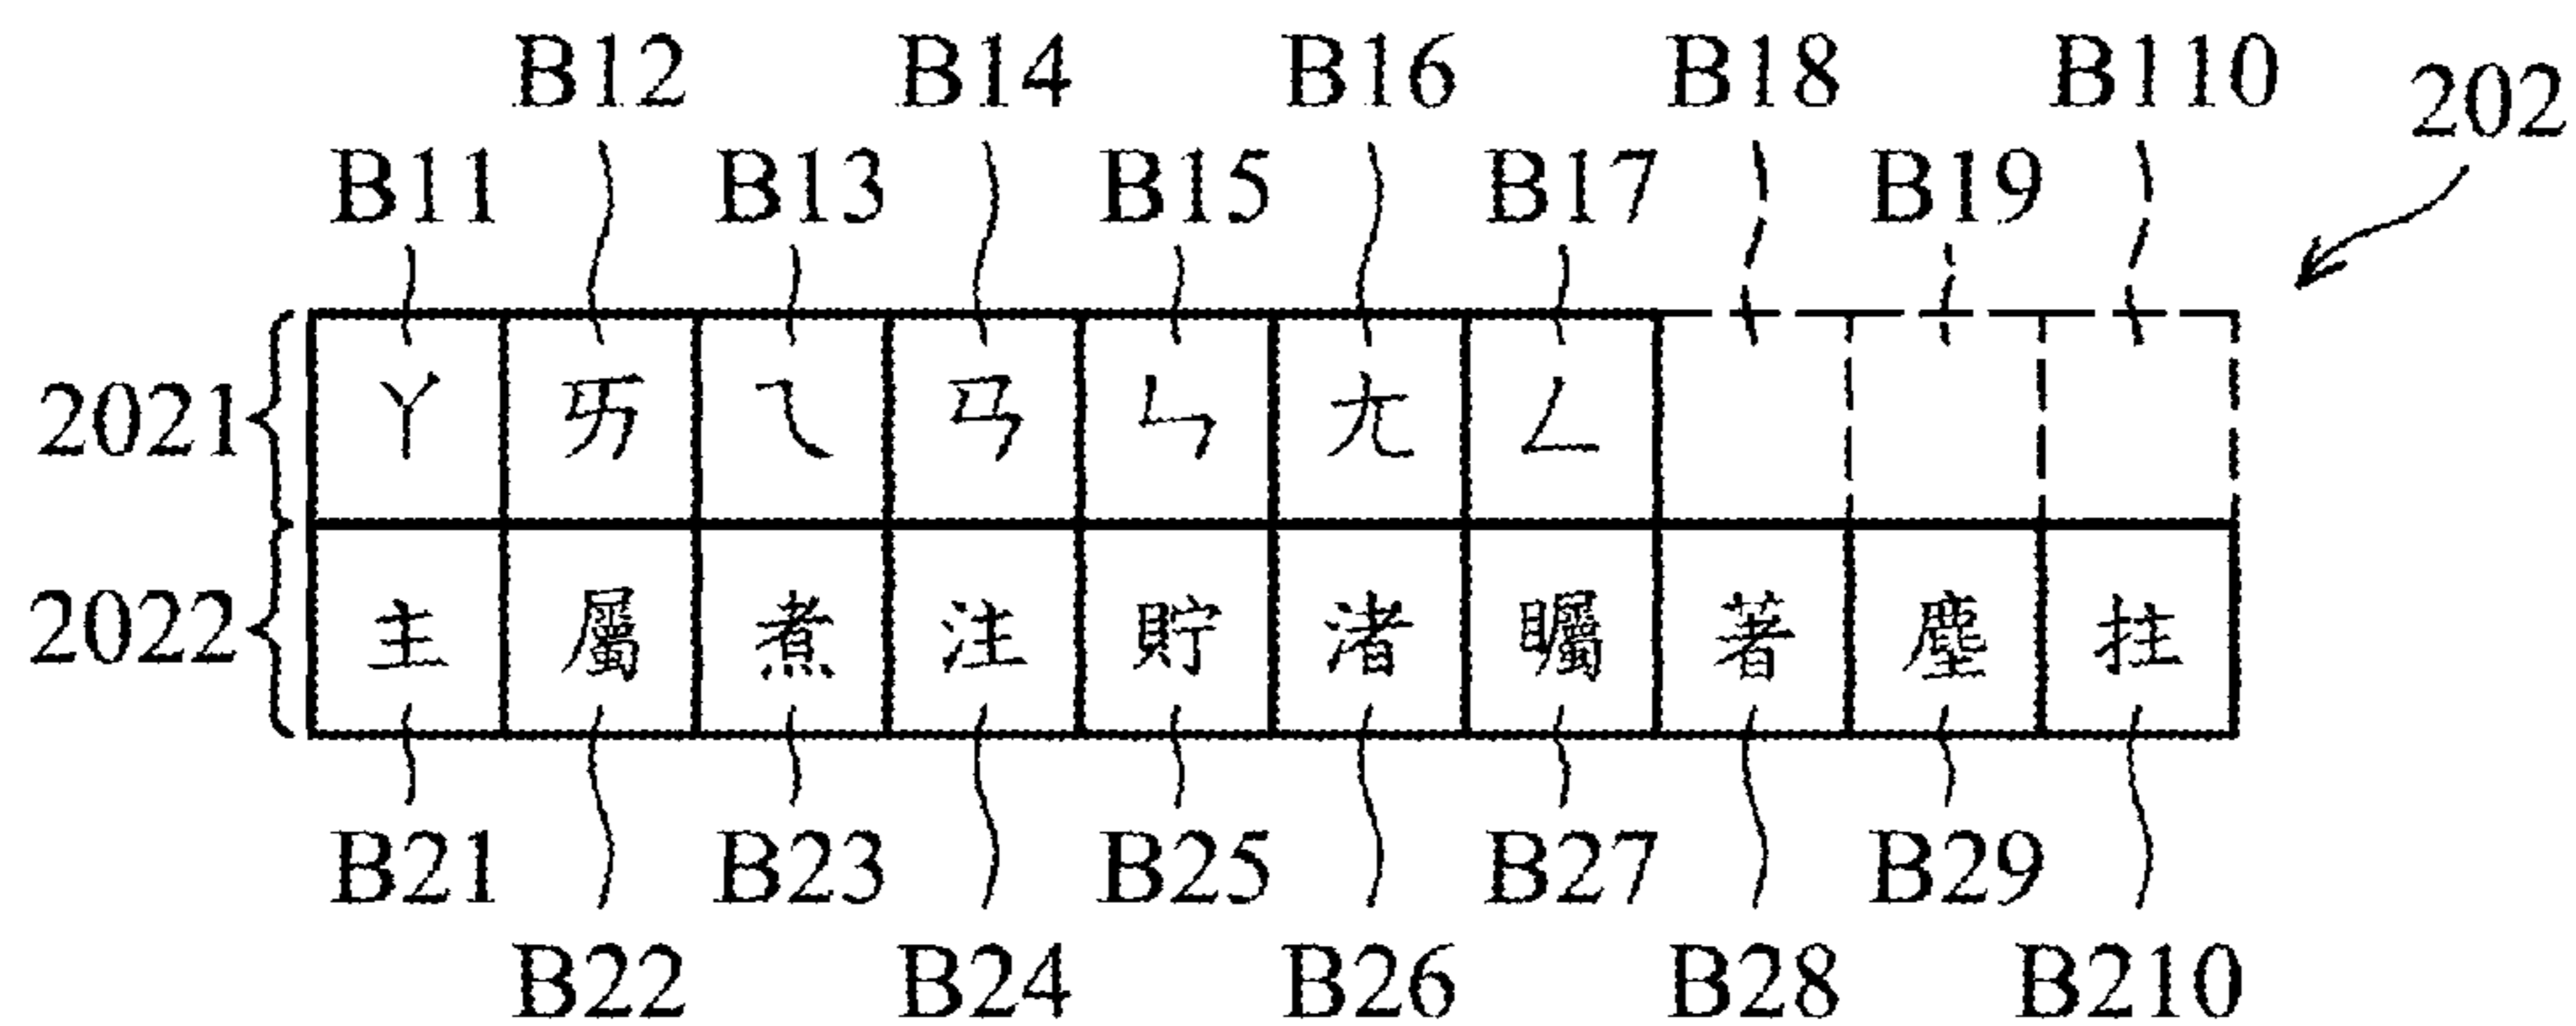 B12 B14 B16 B18 B110
202
B11 B13 B15 B17 B19
2021 ㄚ ㄞ ㄟ ㄢ ㄣ ㄤ ㄥ
2022 主 屬 煮 注 貯 渚 矚 著 麈 拄
B21 B23 B25 B27 B29
B22 B24 B26 B28 B210